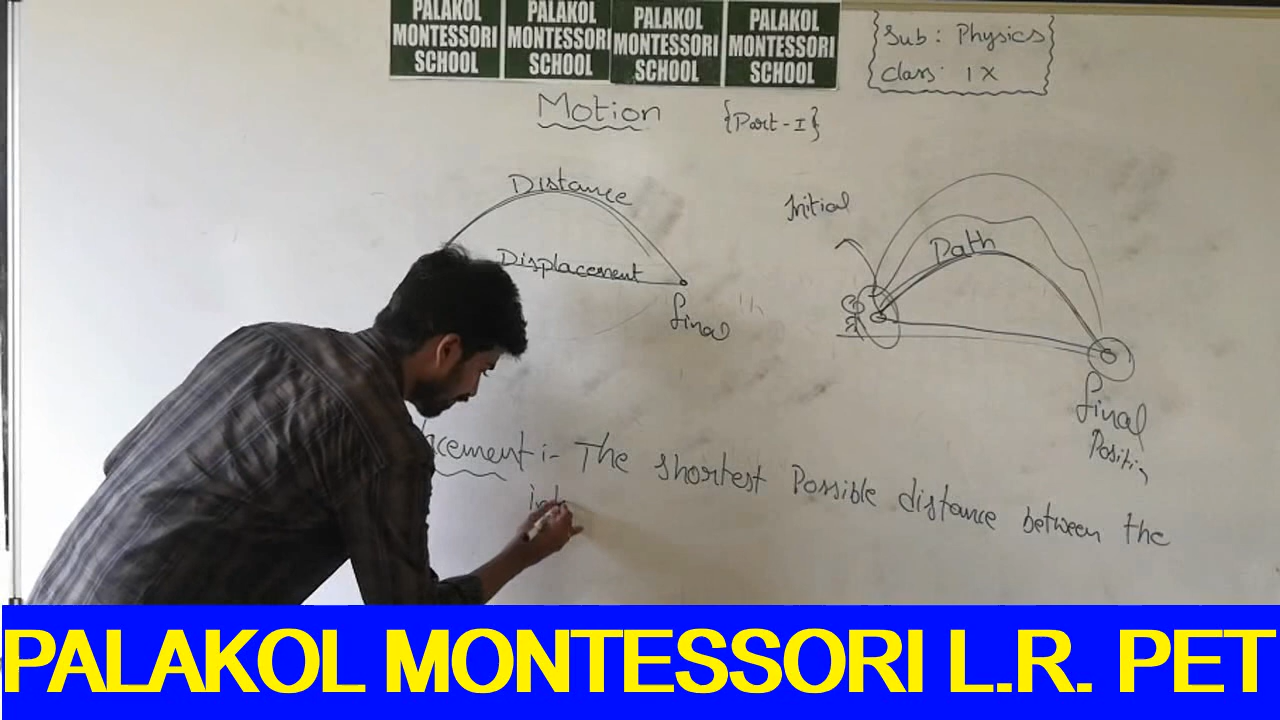 PALAKOL MONTESSORI SCHOOL
PALAKOL MONTESSORI SCHOOL
PALAKOL MONTESSORI SCHOOL
PALAKOL MONTESSORI SCHOOL
Sub : Physics
Class: IX
Motion {Part-I}
Distance
Displacement
final
Initial
Path
final
Positi
cement :- The shortest Possible distance between the
PALAKOL MONTESSORI L.R. PET